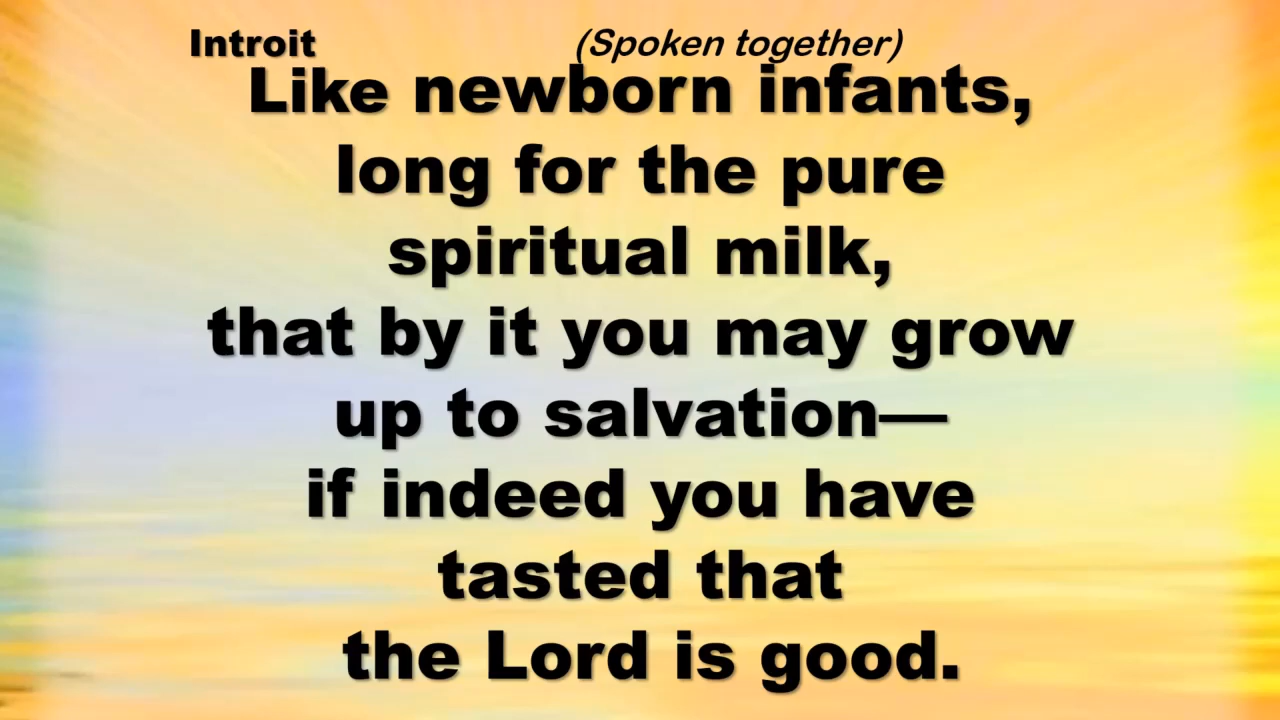 Introit (Spoken together)
Like newborn infants,
long for the pure
spiritual milk,
that by it you may grow
up to salvation—
if indeed you have
tasted that
the Lord is good.